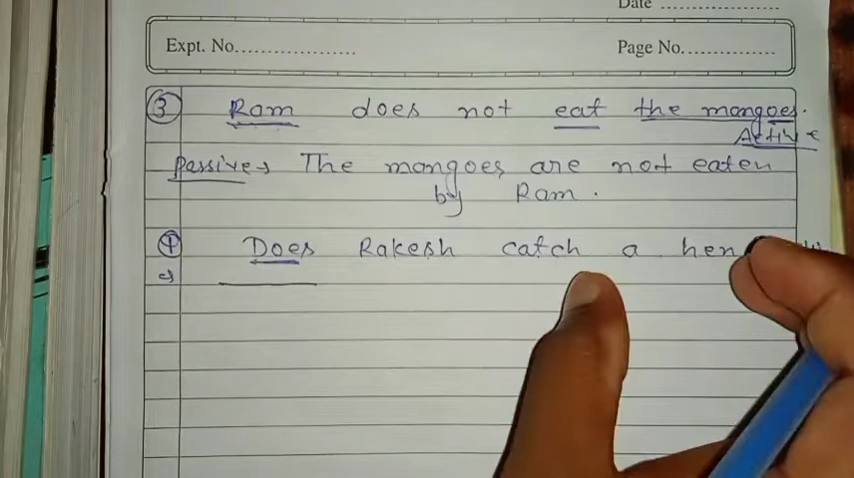 Date ....................
Expt. No......................
Page No.................
③ Ram does not eat the mangoes.
Active
Passive → The mangoes are not eaten
by Ram.
④ Does Rakesh catch a hen
→